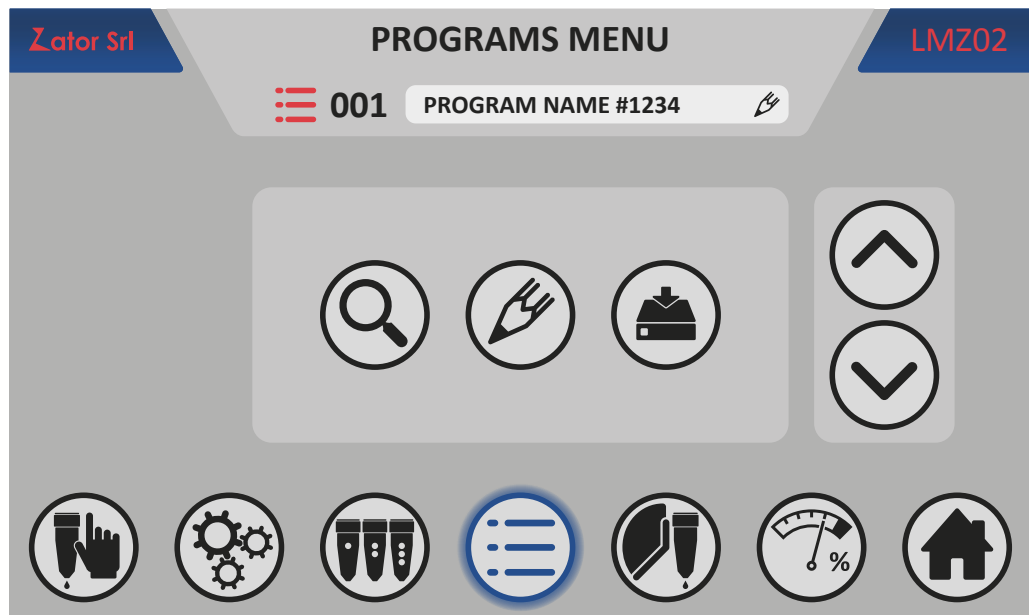 Zator Srl
PROGRAMS MENU
LMZ02
001
PROGRAM NAME #1234
%